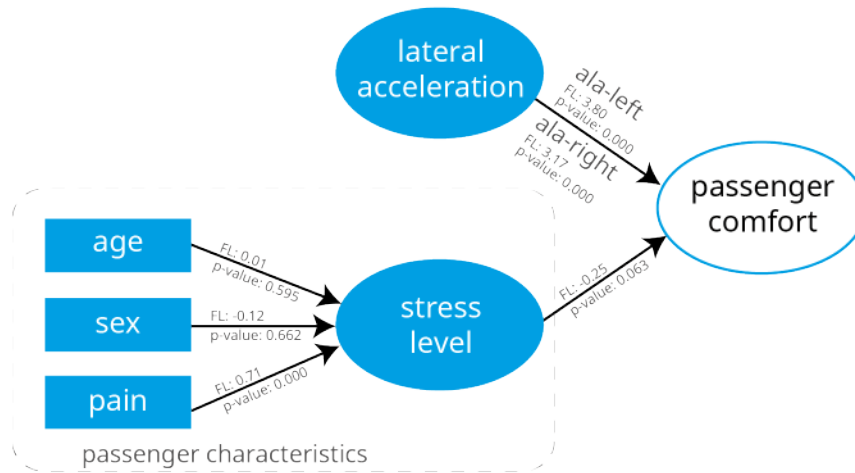 lateral
acceleration
ala-left
FL: 3.80
p-value: 0.000
ala-right
FL: 3,17
p-value: 0.000
passenger
comfort
age
FL: 0.01
p-value: 0.595
sex
FL: -0.12
p-value: 0.662
pain
FL: 0.71
p-value: 0.000
stress
level
FL: -0.25
p-value: 0.063
passenger characteristics